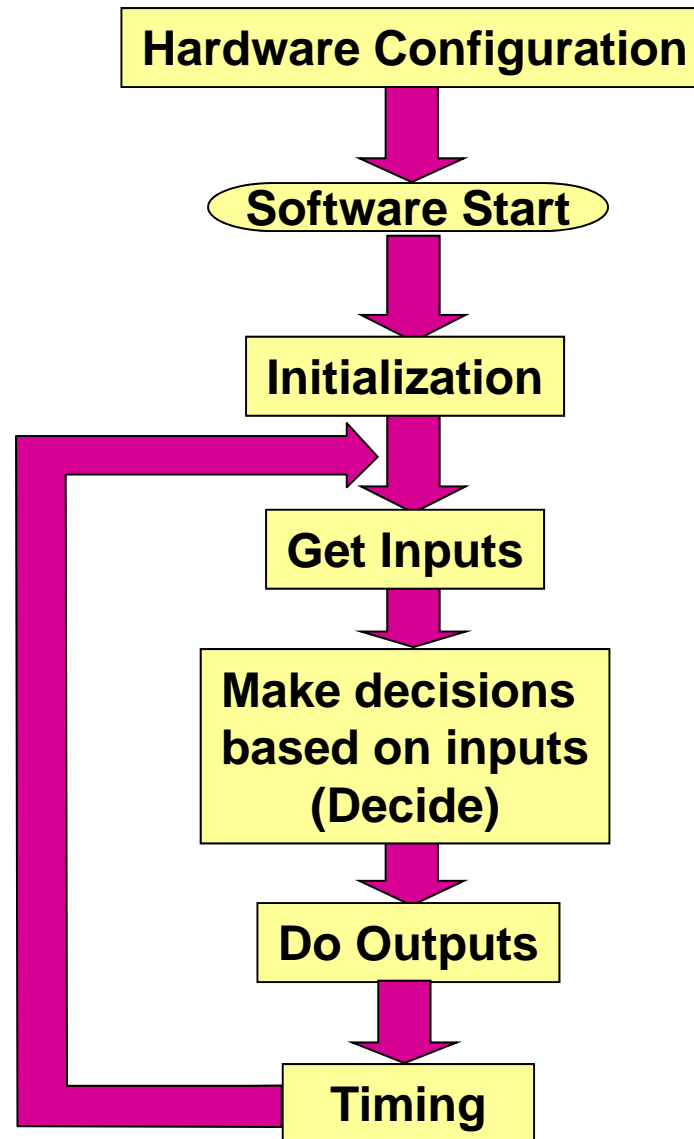 Hardware Configuration
Software Start
Initialization
Get Inputs
Make decisions
based on inputs
(Decide)
Do Outputs
Timing